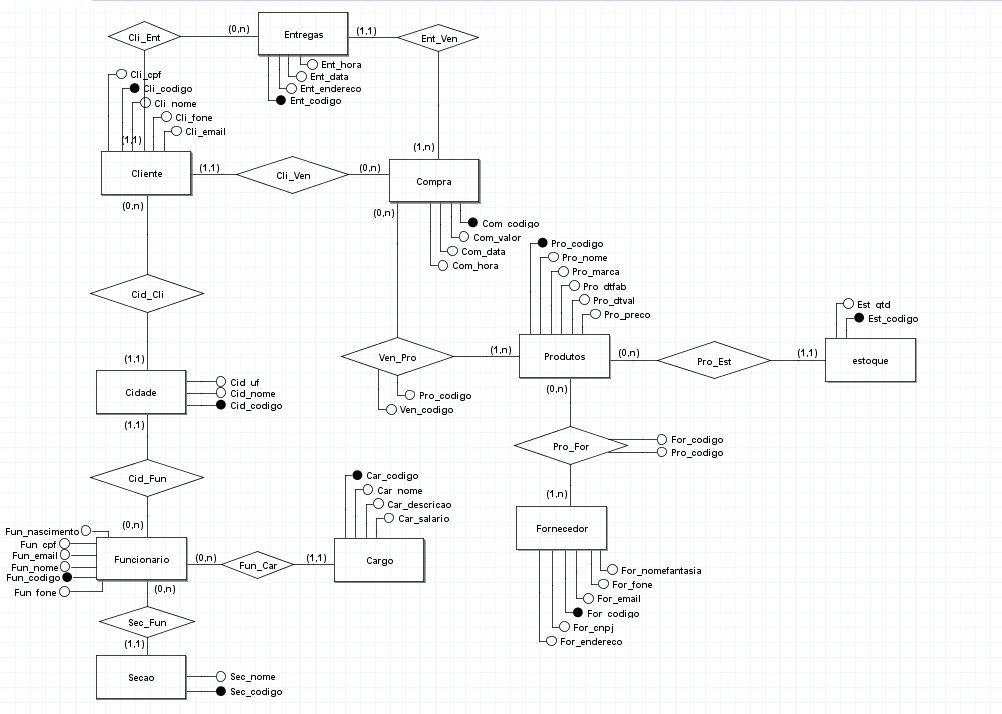 Cli_Ent
(0,n)
Entregas
(1,1)
Ent_Ven
Ent_hora
Ent_data
Ent_endereco
Ent_codigo
Cli_cpf
Cli_codigo
Cli_nome
Cli_fone
Cli_email
(1,1)
(1,n)
Cliente
(1,1)
Cli_Ven
(0,n)
Compra
(0,n)
(0,n)
Com_codigo
Com_valor
Com_data
Com_hora
Pro_codigo
Pro_nome
Pro_marca
Pro_dtfab
Pro_dtval
Pro_preco
Cid_Cli
Est_qtd
Est_codigo
(1,1)
Ven_Pro
(1,n)
Produtos
(0,n)
Pro_Est
(1,1)
estoque
Cidade
Cid_uf
Cid_nome
Cid_codigo
(0,n)
Pro_codigo
Ven_codigo
(1,1)
Pro_For
For_codigo
Pro_codigo
Cid_Fun
Car_codigo
Car_nome
Car_descricao
Car_salario
(1,n)
(0,n)
Fornecedor
Fun_nascimento
Fun_cpf
Fun_email
Fun_nome
Fun_codigo
Fun_fone
Funcionario
(0,n)
Fun_Car
(1,1)
Cargo
(0,n)
For_nomefantasia
For_fone
For_email
For_codigo
For_cnpj
For_endereco
Sec_Fun
(1,1)
Secao
Sec_nome
Sec_codigo